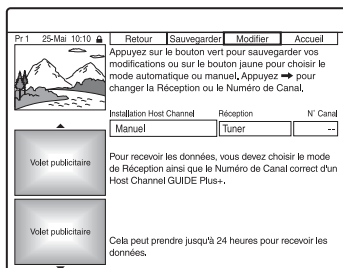 Pr 1 25-Mai 10:10 Retour Sauvegarder Modifier Accueil
Appuyez sur le bouton vert pour sauvegarder vos
modifications ou sur le bouton jaune pour choisir le
mode automatique ou manuel. Appuyez ➡ pour
changer la Réception ou le Numéro de Canal.
Installation Host Channel Réception N° Canal
Manuel Tuner --
Volet publicitaire
Pour recevoir les données, vous devez choisir le mode
de Réception ainsi que le Numéro de Canal correct d'un
Host Channel GUIDE Plus+.
Volet publicitaire
Cela peut prendre jusqu'à 24 heures pour recevoir les
données.